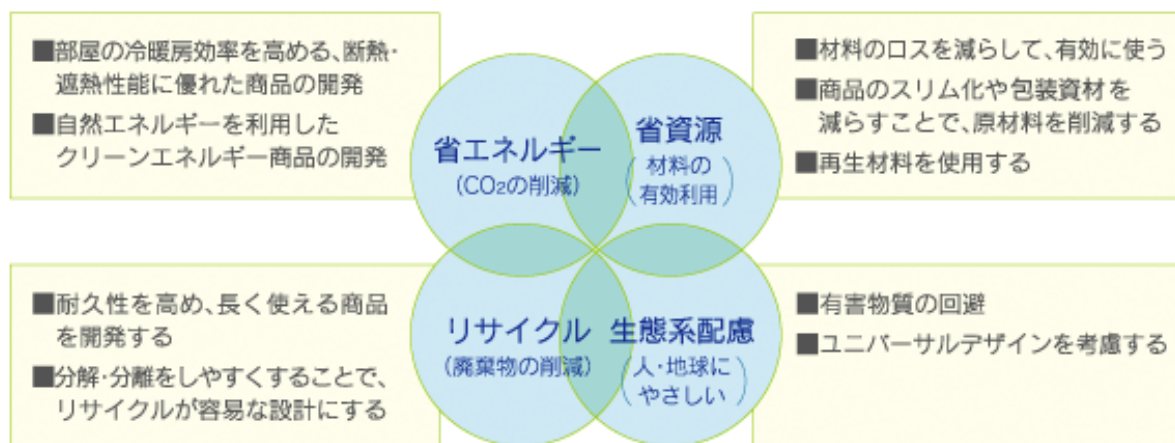 ■部屋の冷暖房効率を高める、断熱・
遮熱性能に優れた商品の開発
■自然エネルギーを利用した
クリーンエネルギー商品の開発
省エネルギー
(CO₂の削減)
省資源
(材料の
有効利用)
■材料のロスを減らして、有効に使う
■商品のスリム化や包装資材を
減らすことで、原材料を削減する
■再生材料を使用する
■耐久性を高め、長く使える商品
を開発する
■分解・分離をしやすくすることで、
リサイクルが容易な設計にする
リサイクル
(廃棄物の削減)
生態系配慮
(人・地球に
やさしい)
■有害物質の回避
■ユニバーサルデザインを考慮する